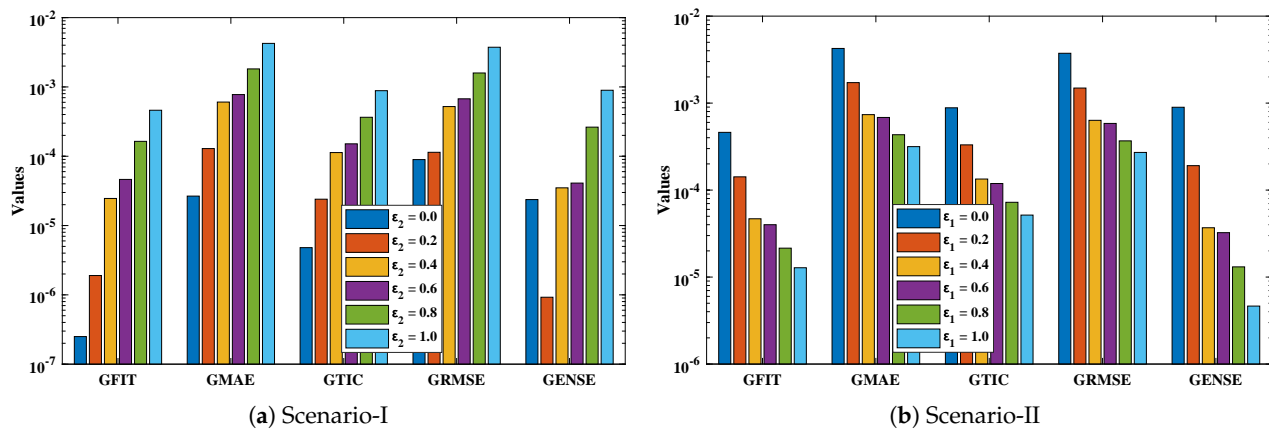 10⁻²
10⁻³
10⁻⁴
10⁻⁵
10⁻⁶
10⁻⁷
Values
ε₂ = 0.0
ε₂ = 0.2
ε₂ = 0.4
ε₂ = 0.6
ε₂ = 0.8
ε₂ = 1.0
GFIT GMAE GTIC GRMSE GENSE
(a) Scenario-I
10⁻²
10⁻³
10⁻⁴
10⁻⁵
10⁻⁶
Values
ε₁ = 0.0
ε₁ = 0.2
ε₁ = 0.4
ε₁ = 0.6
ε₁ = 0.8
ε₁ = 1.0
GFIT GMAE GTIC GRMSE GENSE
(b) Scenario-II